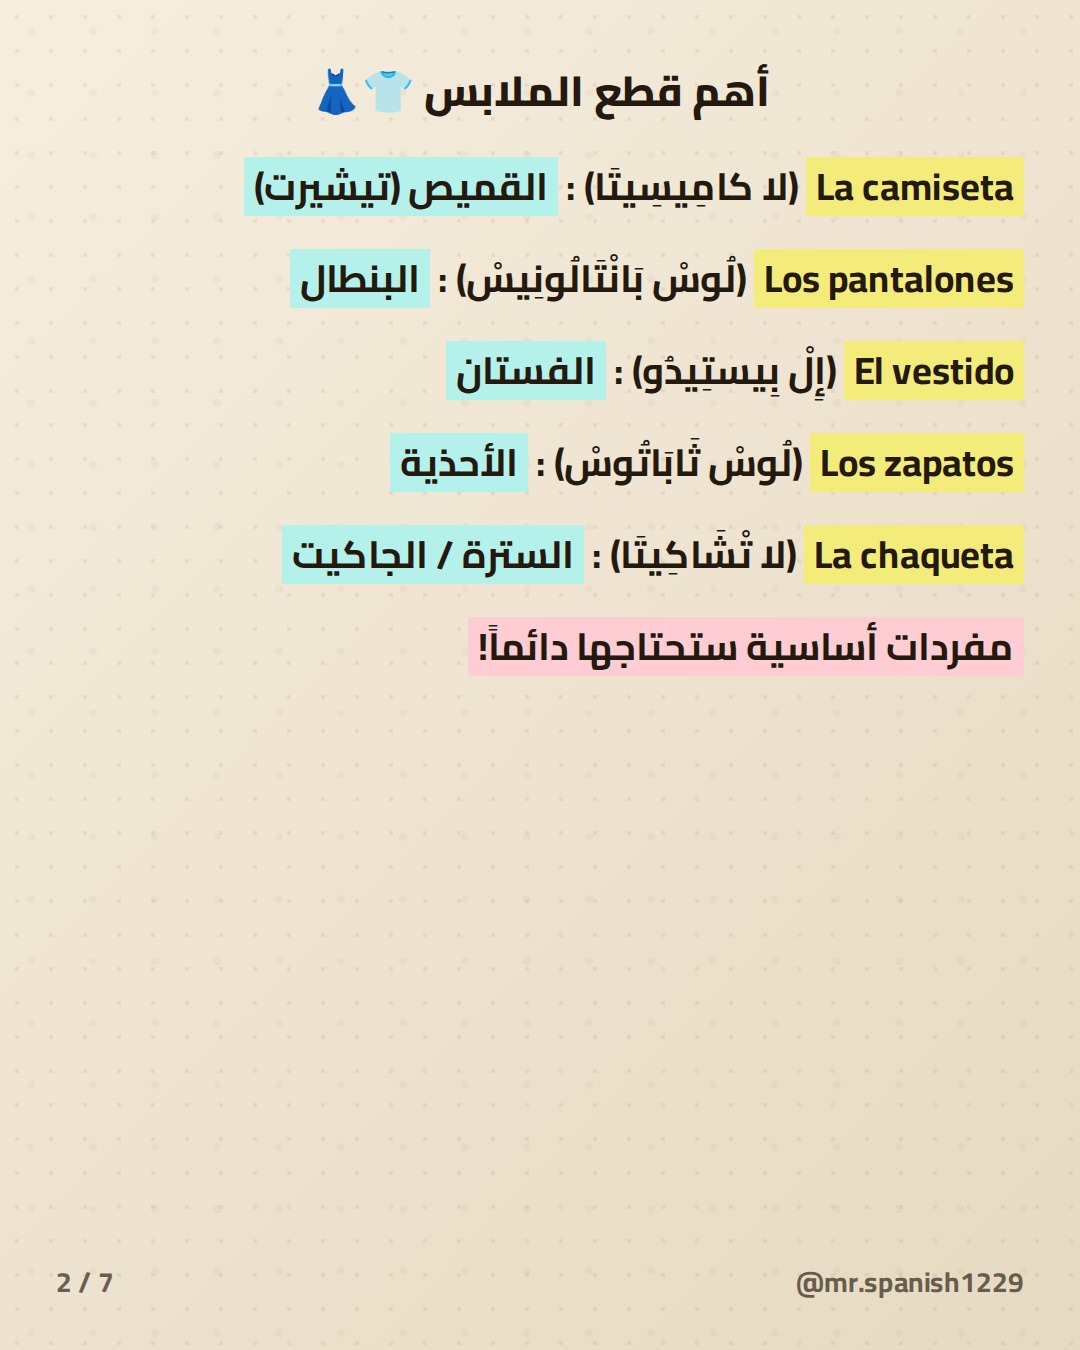 أهم قطع الملابس 👕👗
La camiseta (لا كامِيسِيتَا) : القميص (تيشيرت)
Los pantalones (لُوسْ بَانْتَالُونِيسْ) : البنطال
El vestido (إِلْ بِيستِيدُو) : الفستان
Los zapatos (لُوسْ ثَابَاتُوسْ) : الأحذية
La chaqueta (لا تْشَاكِيتَا) : السترة / الجاكيت
مفردات أساسية ستحتاجها دائماً!
2 / 7
@mr.spanish1229